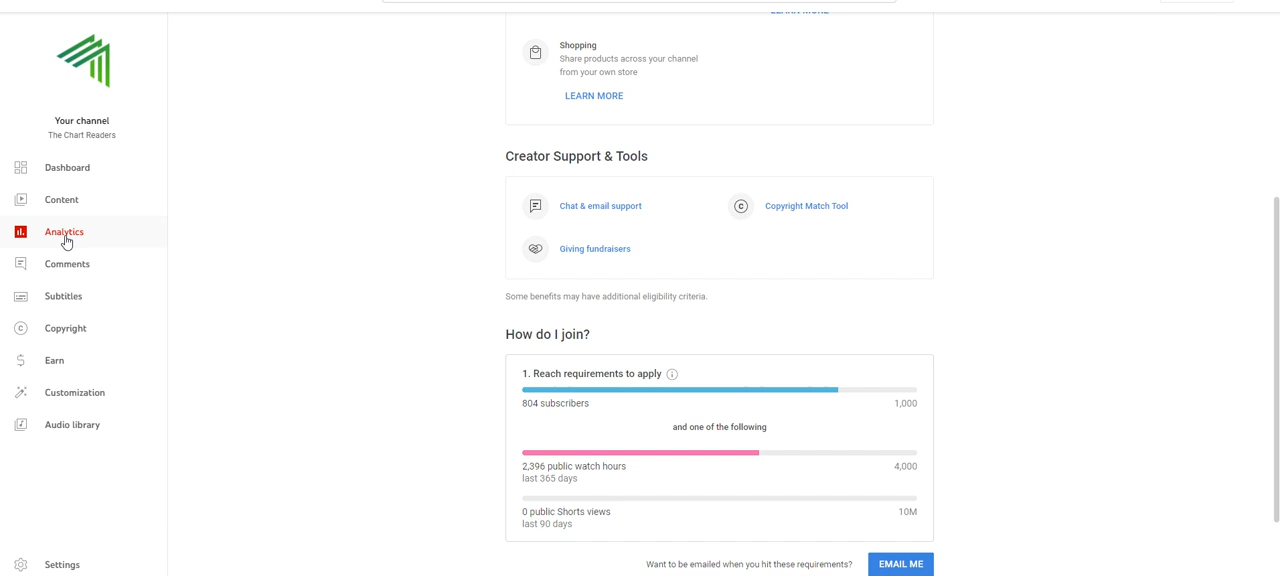 LEARN MORE
Shopping
Share products across your channel
from your own store
LEARN MORE
Your channel
The Chart Readers
Dashboard
Content
Analytics
Comments
Subtitles
Copyright
Earn
Customization
Audio library
Settings
Creator Support & Tools
Chat & email support
Copyright Match Tool
Giving fundraisers
Some benefits may have additional eligibility criteria.
How do I join?
1. Reach requirements to apply
804 subscribers 1,000
and one of the following
2,396 public watch hours 4,000
last 365 days
0 public Shorts views 10M
last 90 days
Want to be emailed when you hit these requirements? EMAIL ME